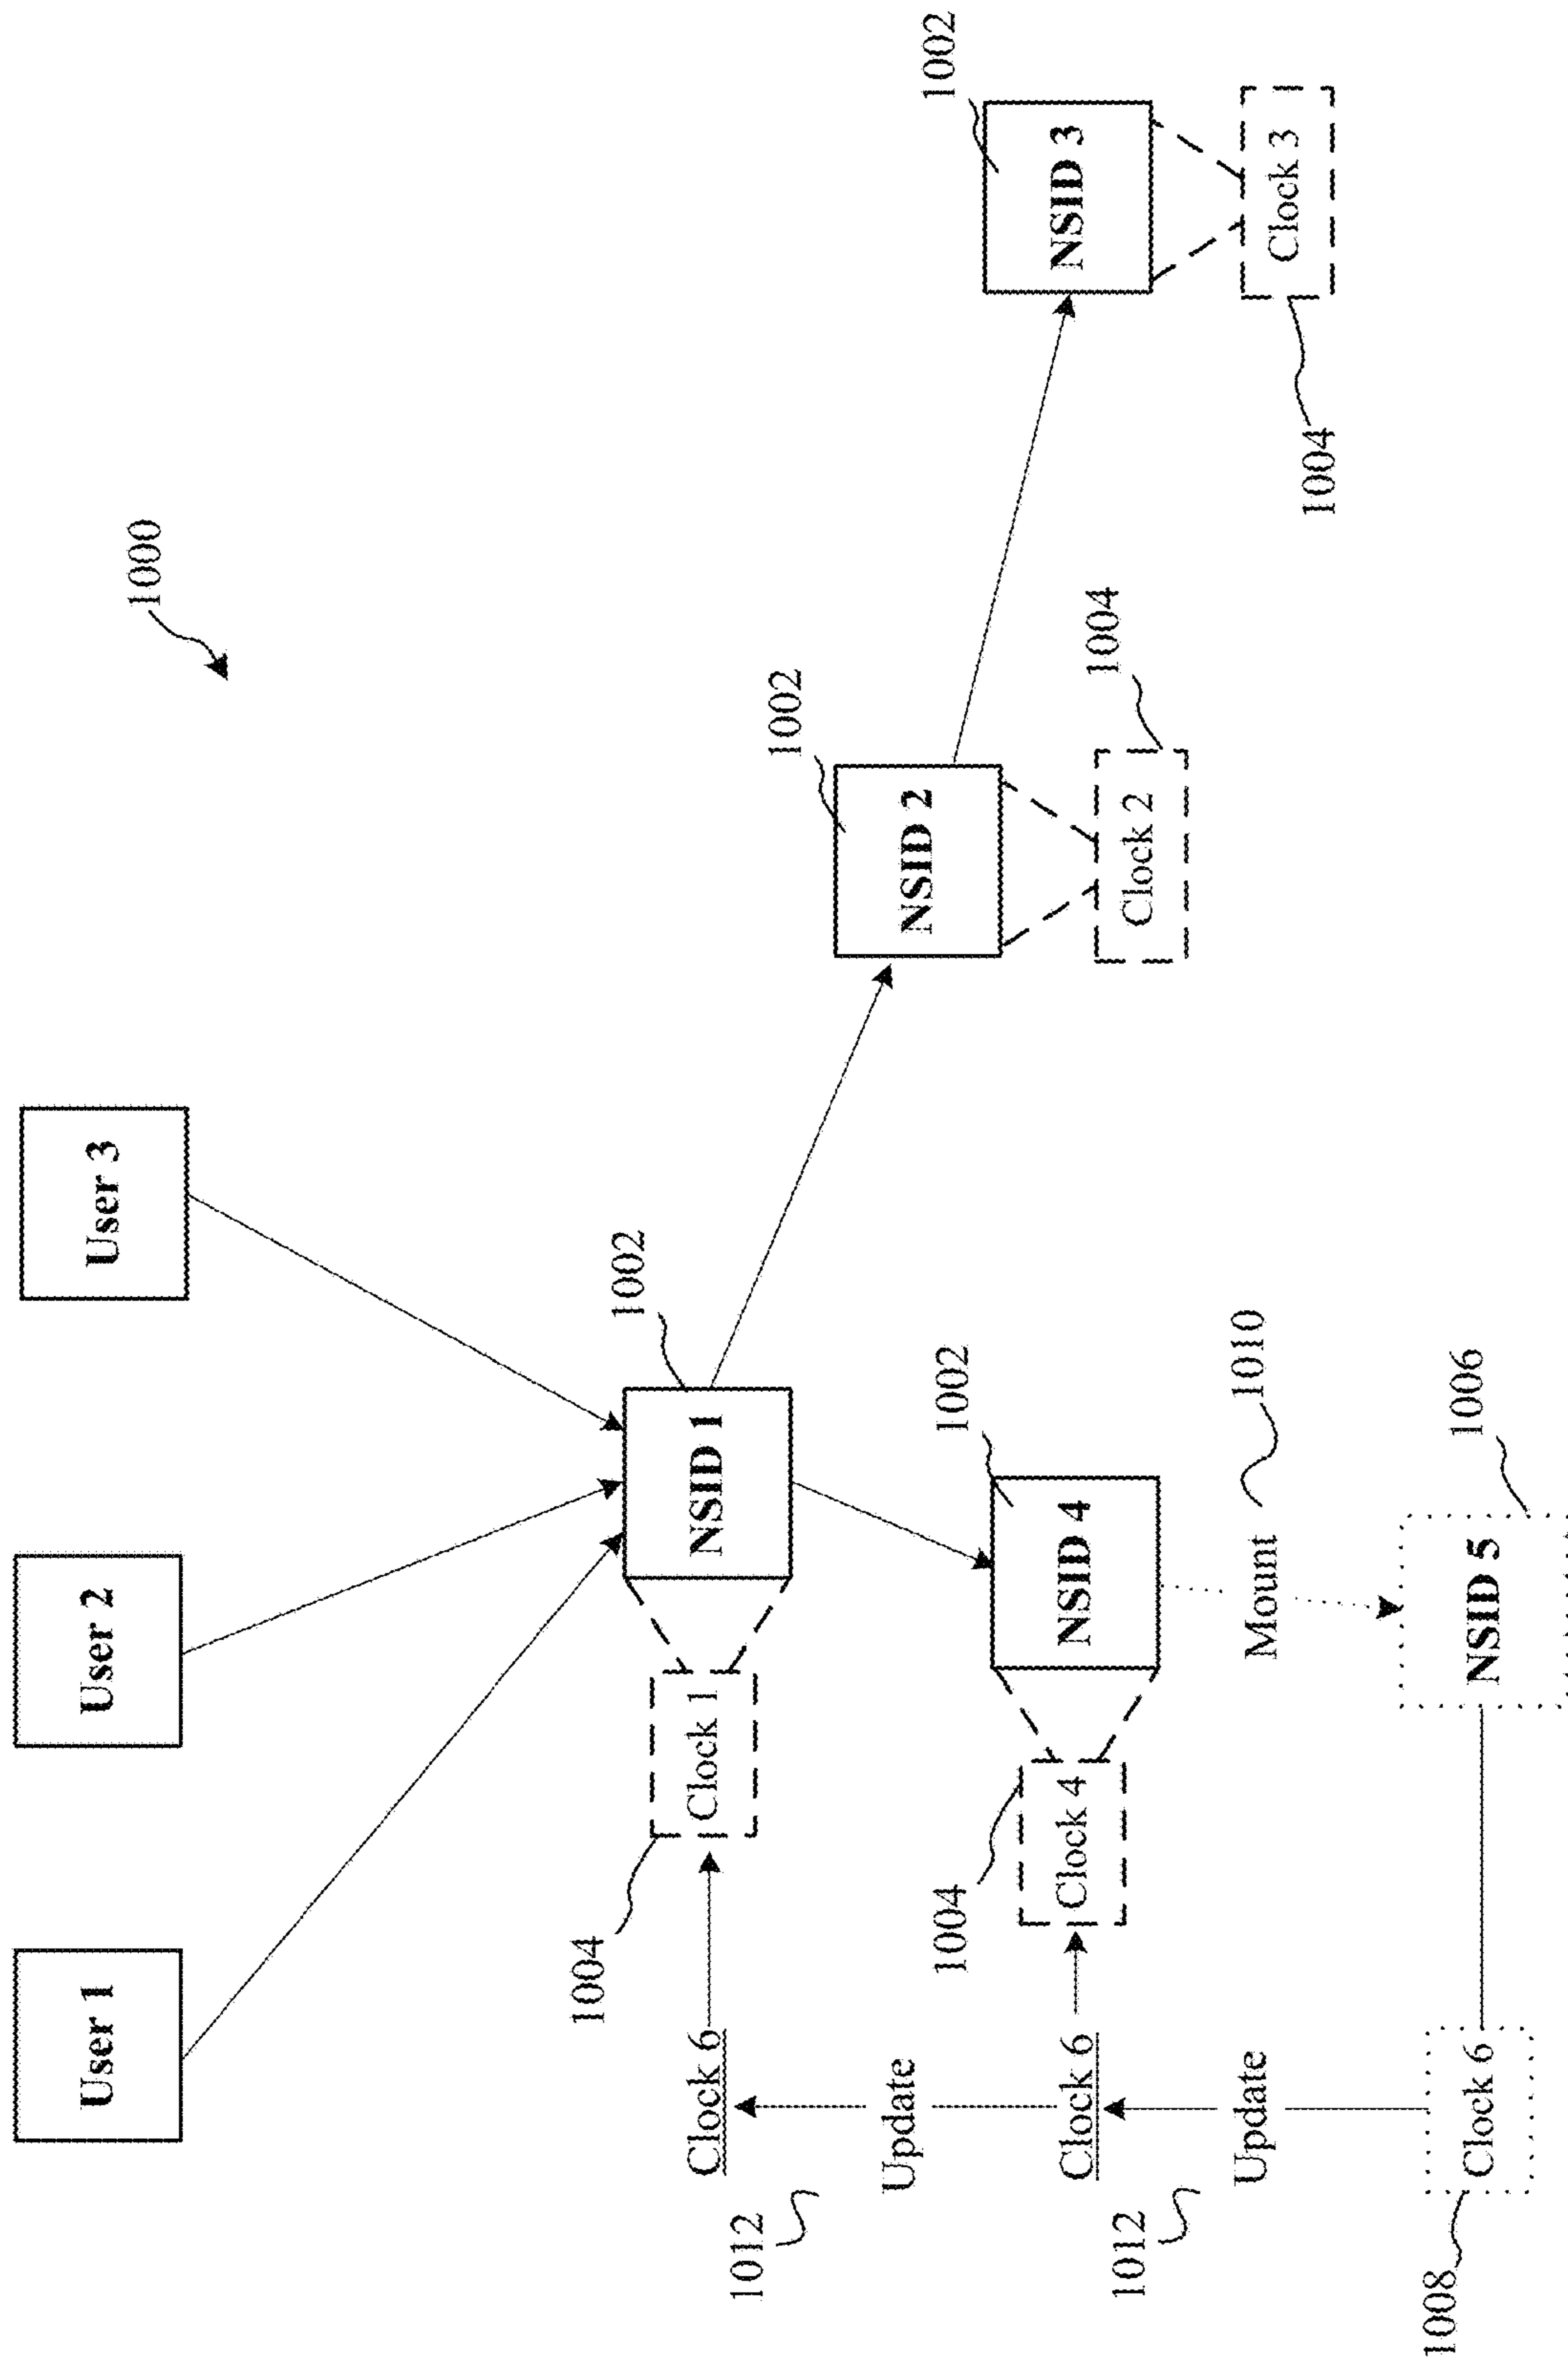 User 1
User 2
User 3
1000
1004
1002
Clock 6
Clock 1
NSID 1
1012
1002
Update
NSID 2
1004
1002
1002
Clock 6
Clock 4
NSID 4
NSID 3
1004
1012
Clock 2
Update
Mount
1010
Clock 3
1004
1008
1006
Clock 6
NSID 5